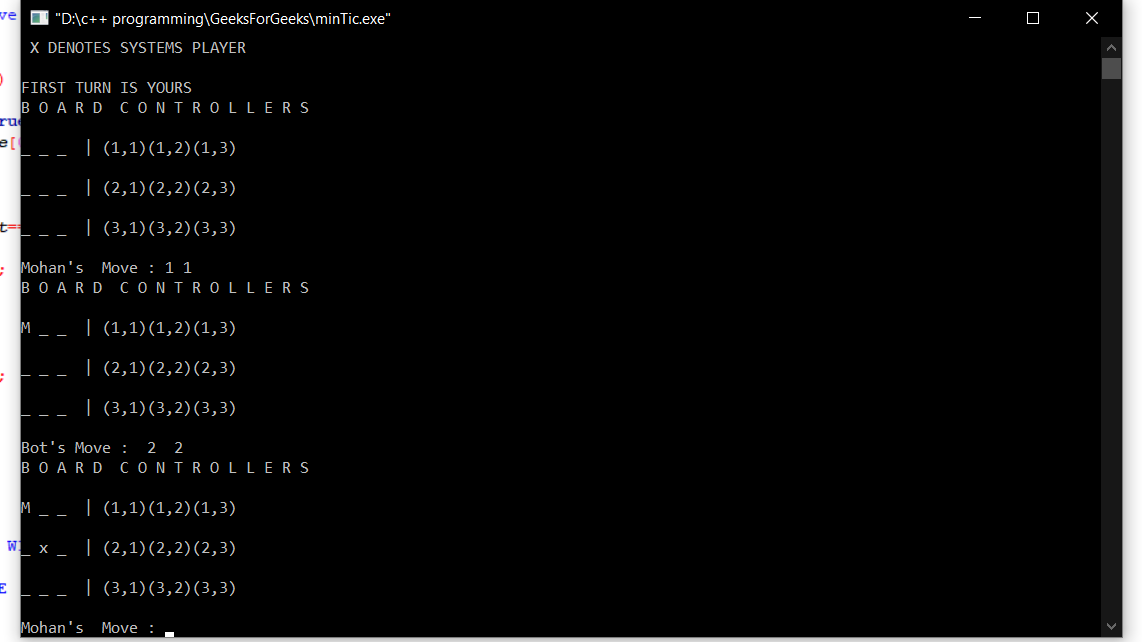 "D:\c++ programming\GeeksForGeeks\minTic.exe"
X DENOTES SYSTEMS PLAYER
FIRST TURN IS YOURS
B O A R D  C O N T R O L L E R S
_ _ _  | (1,1)(1,2)(1,3)
_ _ _  | (2,1)(2,2)(2,3)
_ _ _  | (3,1)(3,2)(3,3)
Mohan's  Move : 1 1
B O A R D  C O N T R O L L E R S
M _ _  | (1,1)(1,2)(1,3)
_ _ _  | (2,1)(2,2)(2,3)
_ _ _  | (3,1)(3,2)(3,3)
Bot's Move :  2  2
B O A R D  C O N T R O L L E R S
M _ _  | (1,1)(1,2)(1,3)
_ x _  | (2,1)(2,2)(2,3)
_ _ _  | (3,1)(3,2)(3,3)
Mohan's  Move : _